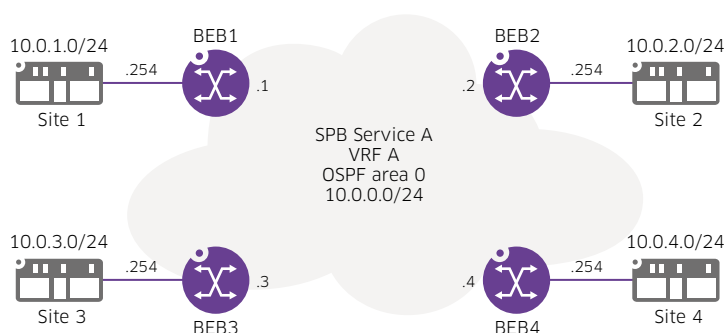 BEB1
BEB2
10.0.1.0/24
.254
.1
Site 1
.2
.254
10.0.2.0/24
Site 2
SPB Service A
VRF A
OSPF area 0
10.0.0.0/24
10.0.3.0/24
.254
.3
Site 3
BEB3
.4
.254
10.0.4.0/24
Site 4
BEB4